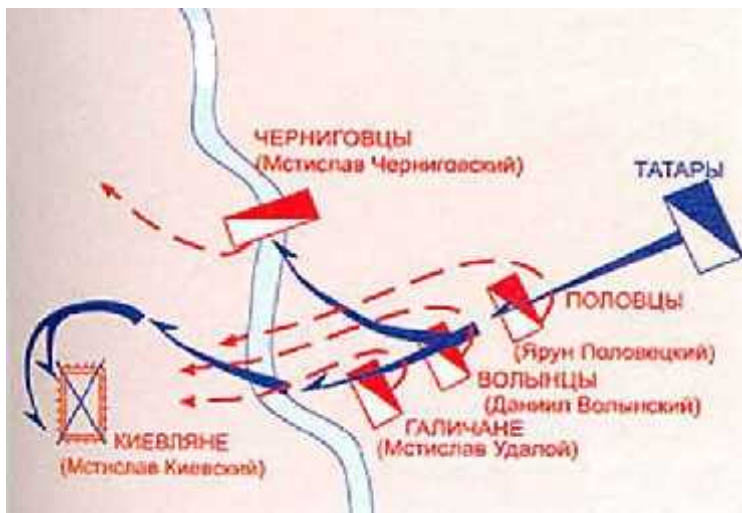 ЧЕРНИГОВЦЫ
(Мстислав Черниговский)
ТАТАРЫ
ПОЛОВЦЫ
(Ярун Половецкий)
ВОЛЫНЦЫ
(Даниил Волынский)
ГАЛИЧАНЕ
(Мстислав Удалой)
КИЕВЛЯНЕ
(Мстислав Киевский)